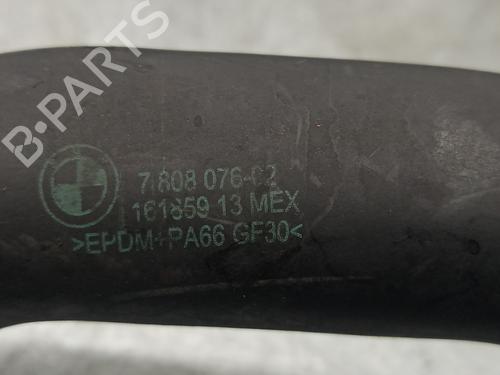 B-PARTS
7 808 076-02
161859 13 MEX
>EPDM+PA66 GF30<